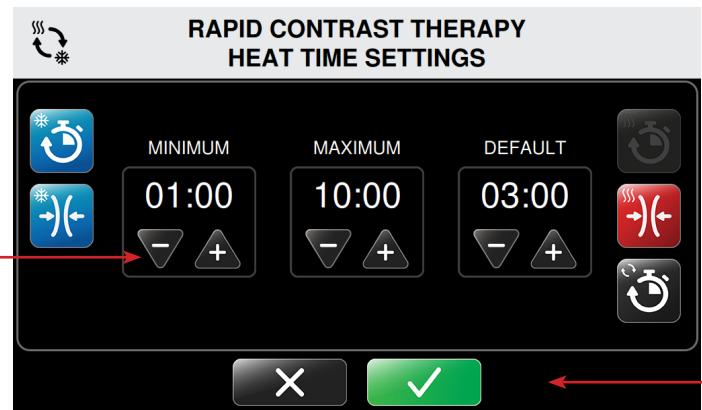 RAPID CONTRAST THERAPY
HEAT TIME SETTINGS
MINIMUM MAXIMUM DEFAULT
01:00 10:00 03:00
− + − + − +